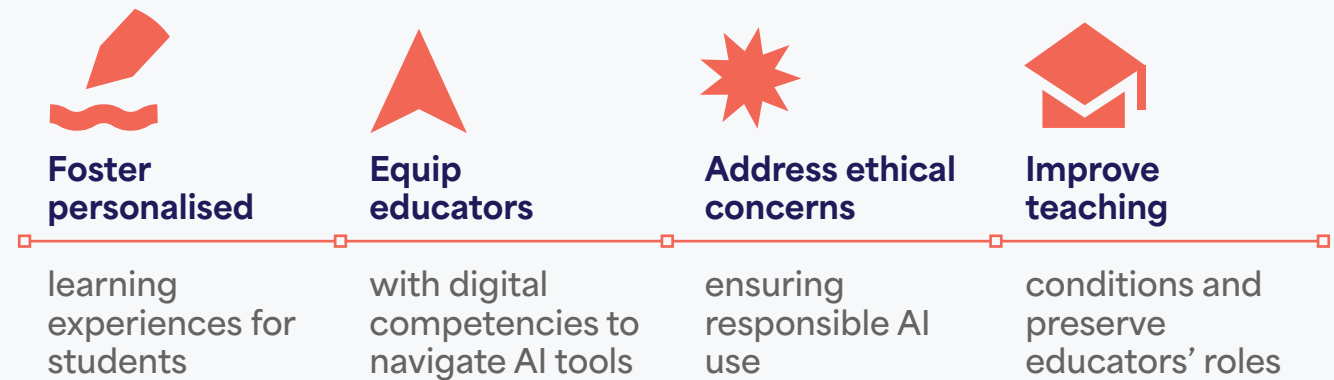 Foster
personalised
learning
experiences for
students
Equip
educators
with digital
competencies to
navigate AI tools
Address ethical
concerns
ensuring
responsible AI
use
Improve
teaching
conditions and
preserve
educators’ roles